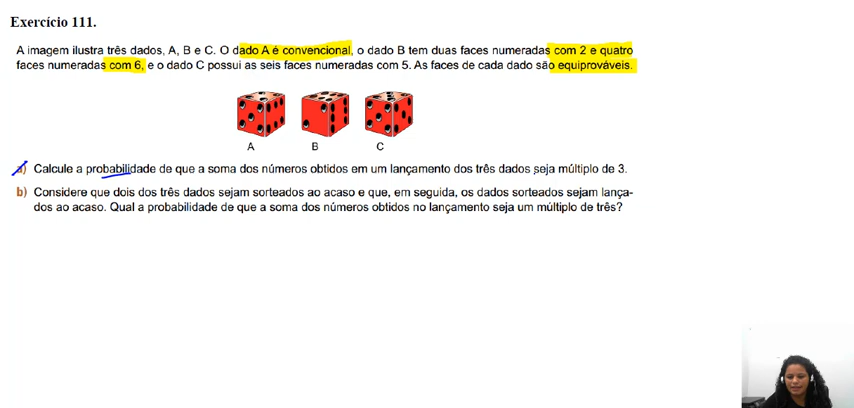 Exercício 111.
A imagem ilustra três dados, A, B e C. O dado A é convencional, o dado B tem duas faces numeradas com 2 e quatro
faces numeradas com 6, e o dado C possui as seis faces numeradas com 5. As faces de cada dado são equiprováveis.
A B C
a) Calcule a probabilidade de que a soma dos números obtidos em um lançamento dos três dados seja múltiplo de 3.
b) Considere que dois dos três dados sejam sorteados ao acaso e que, em seguida, os dados sorteados sejam lança-
dos ao acaso. Qual a probabilidade de que a soma dos números obtidos no lançamento seja um múltiplo de três?